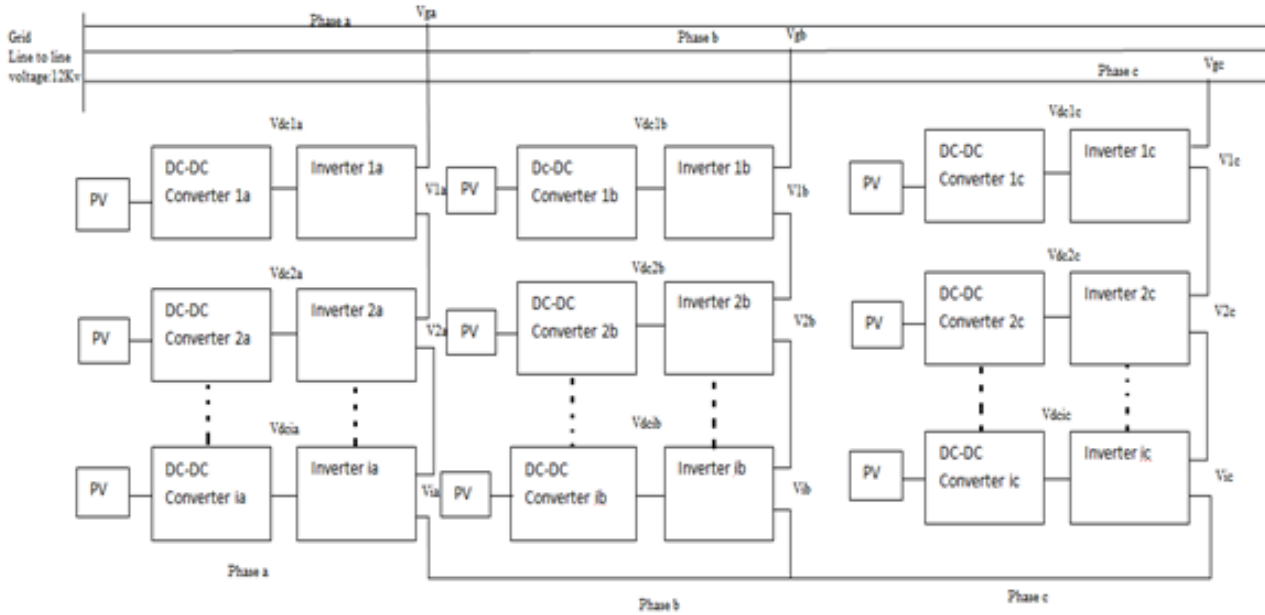 Phase a
Vga
Grid
Line to line
voltage:12Kv
Phase b
Vgb
Phase c
Vgc
Vdc1a
Vdc1b
Vdc1c
PV
DC-DC
Converter 1a
Inverter 1a
V1a
PV
Dc-DC
Converter 1b
Inverter 1b
V1b
PV
DC-DC
Converter 1c
Inverter 1c
V1c
Vdc2a
Vdc2b
Vdc2c
PV
DC-DC
Converter 2a
Inverter 2a
V2a
PV
DC-DC
Converter 2b
Inverter 2b
V2b
PV
DC-DC
Converter 2c
Inverter 2c
V2c
Vdcia
Vdcib
Vdcic
PV
DC-DC
Converter ia
Inverter ia
Via
PV
DC-DC
Converter ib
Inverter ib
Vib
PV
DC-DC
Converter ic
Inverter ic
Vic
Phase a
Phase b
Phase c